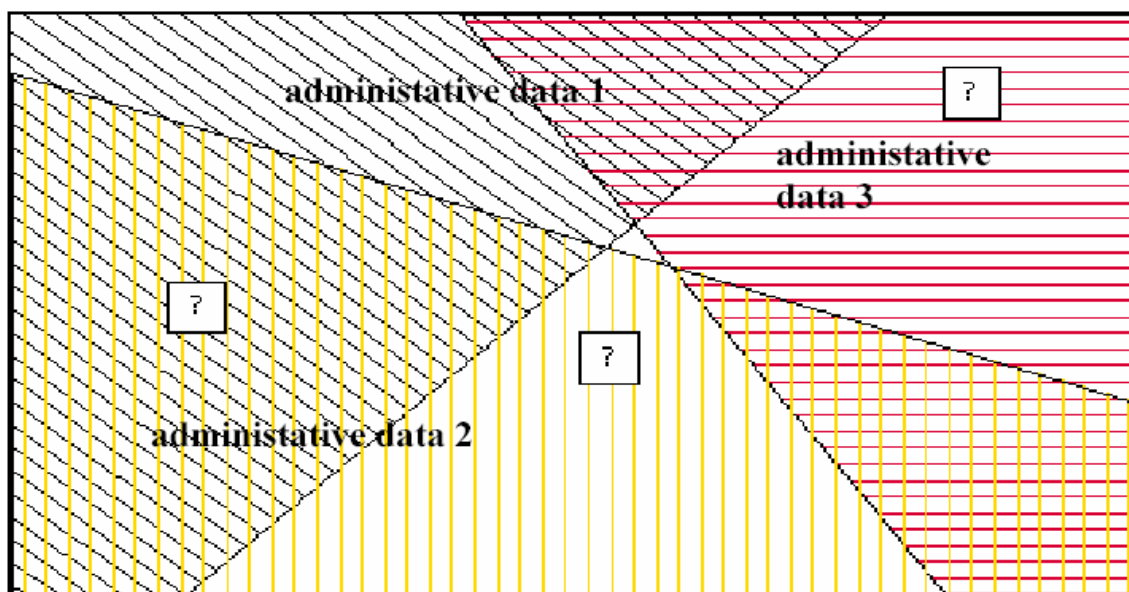 administative data 1
?
administative
data 3
?
?
administative data 2